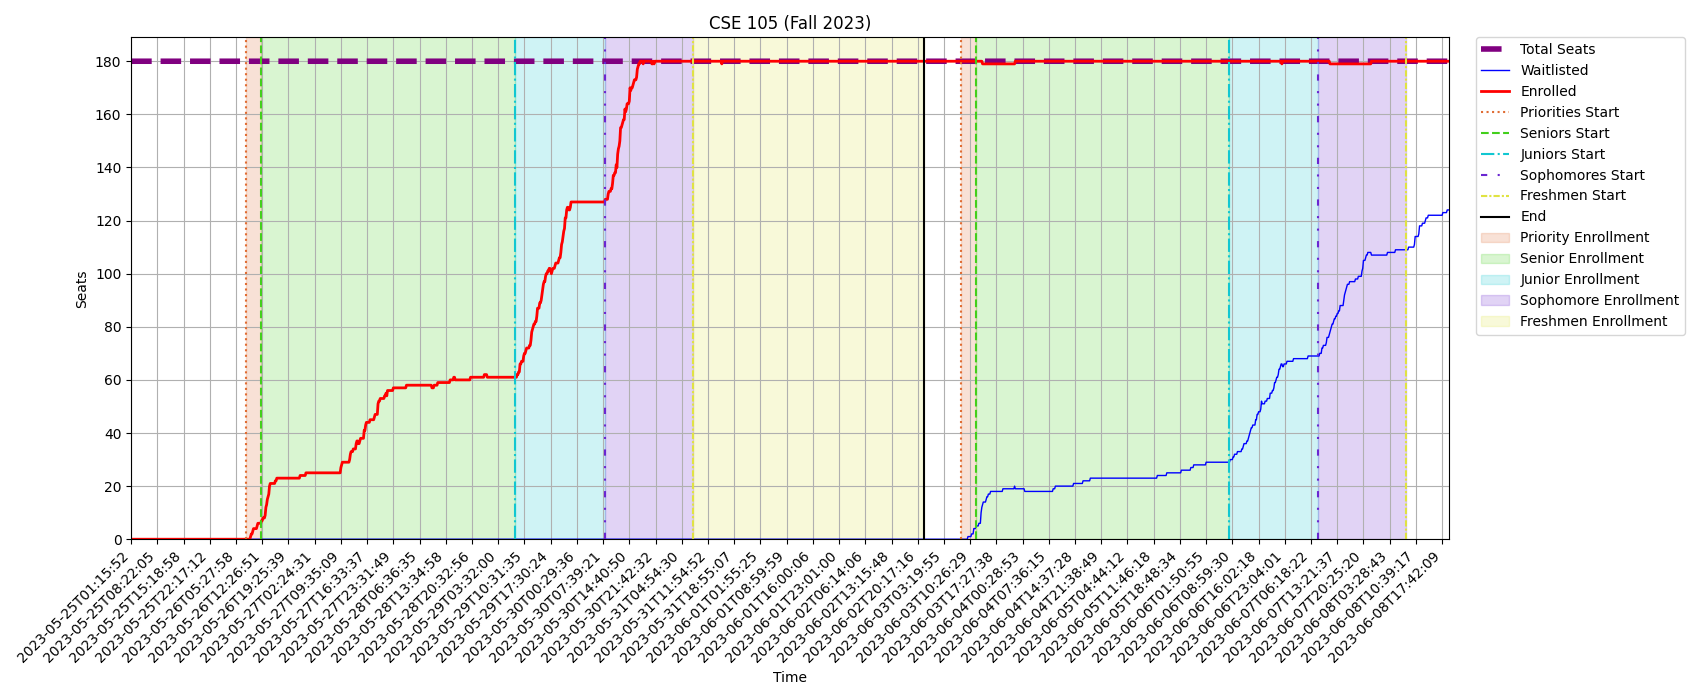 CSE 105 (Fall 2023)
Seats
180
160
140
120
100
80
60
40
20
0
2023-05-25T01:15:52
2023-05-25T08:22:05
2023-05-25T15:18:58
2023-05-25T22:17:12
2023-05-26T05:27:58
2023-05-26T12:26:51
2023-05-26T19:25:39
2023-05-27T02:24:31
2023-05-27T09:35:09
2023-05-27T16:33:37
2023-05-27T23:31:49
2023-05-28T06:36:35
2023-05-28T13:34:58
2023-05-28T20:32:56
2023-05-29T03:32:00
2023-05-29T10:31:35
2023-05-29T17:30:24
2023-05-30T00:29:36
2023-05-30T07:39:21
2023-05-30T14:40:50
2023-05-30T21:42:32
2023-05-31T04:54:30
2023-05-31T11:54:52
2023-05-31T18:55:07
2023-06-01T01:55:25
2023-06-01T08:59:59
2023-06-01T16:00:06
2023-06-01T23:01:00
2023-06-02T06:14:06
2023-06-02T13:15:48
2023-06-02T20:17:16
2023-06-03T03:19:55
2023-06-03T10:26:29
2023-06-03T17:27:38
2023-06-04T00:28:53
2023-06-04T07:36:15
2023-06-04T14:37:28
2023-06-04T21:38:49
2023-06-05T04:44:12
2023-06-05T11:46:18
2023-06-05T18:48:34
2023-06-06T01:50:55
2023-06-06T08:59:30
2023-06-06T16:02:18
2023-06-06T23:04:01
2023-06-07T06:18:22
2023-06-07T13:21:37
2023-06-07T20:25:20
2023-06-08T03:28:43
2023-06-08T10:39:17
2023-06-08T17:42:09
Time
Total Seats
Waitlisted
Enrolled
Priorities Start
Seniors Start
Juniors Start
Sophomores Start
Freshmen Start
End
Priority Enrollment
Senior Enrollment
Junior Enrollment
Sophomore Enrollment
Freshmen Enrollment